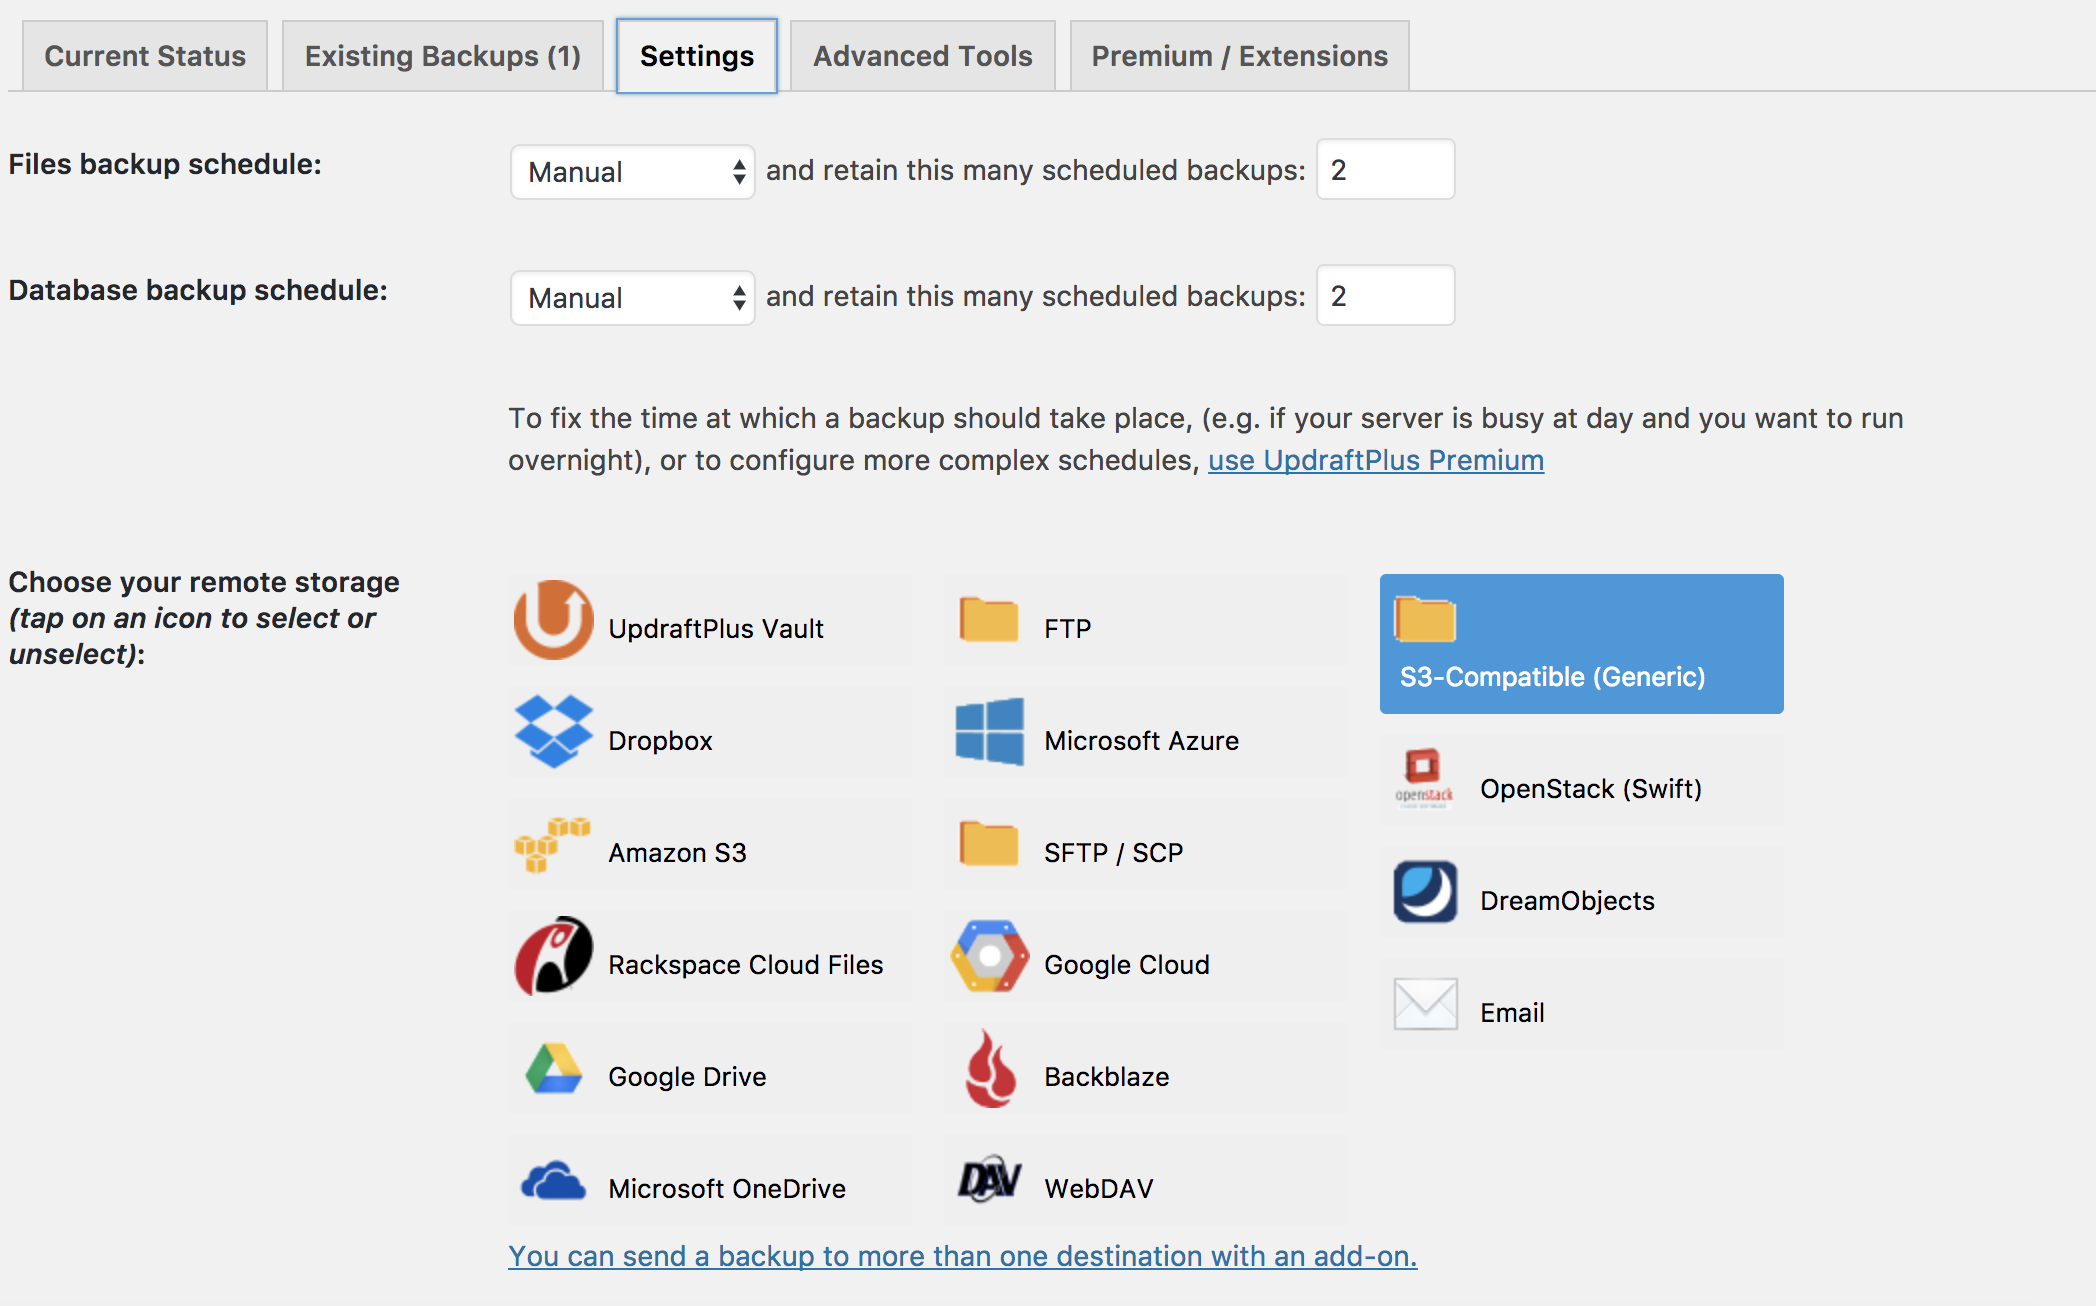 Current Status
Existing Backups (1)
Settings
Advanced Tools
Premium / Extensions
Files backup schedule:
Manual
and retain this many scheduled backups:
2
Database backup schedule:
Manual
and retain this many scheduled backups:
2
To fix the time at which a backup should take place, (e.g. if your server is busy at day and you want to run
overnight), or to configure more complex schedules, use UpdraftPlus Premium
Choose your remote storage
(tap on an icon to select or
unselect):
UpdraftPlus Vault
Dropbox
Amazon S3
Rackspace Cloud Files
Google Drive
Microsoft OneDrive
FTP
Microsoft Azure
SFTP / SCP
Google Cloud
Backblaze
DAV
WebDAV
S3-Compatible (Generic)
openstack
OpenStack (Swift)
DreamObjects
Email
You can send a backup to more than one destination with an add-on.